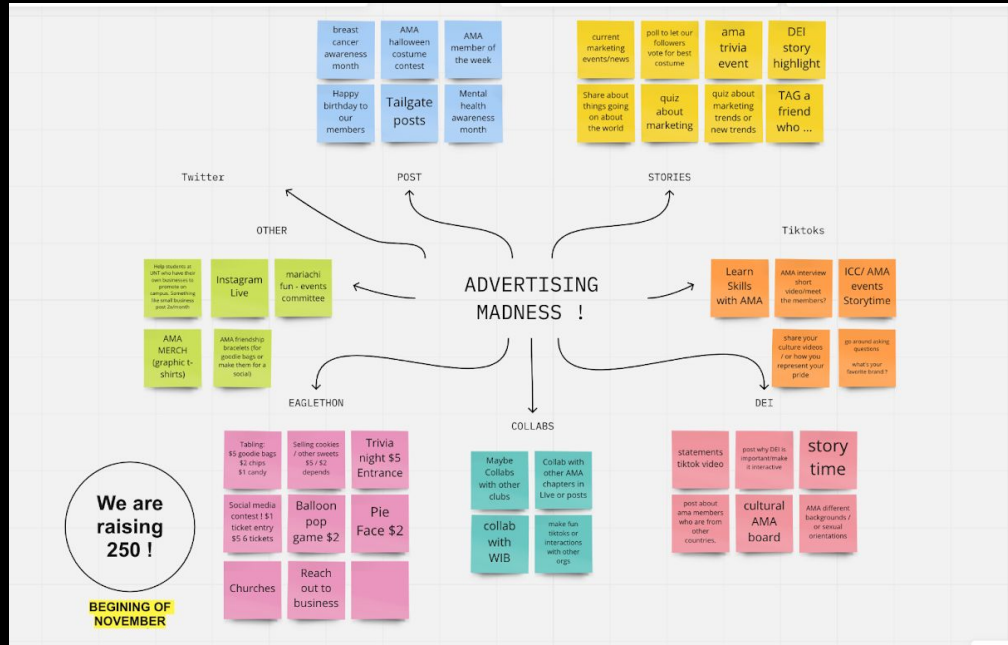 breast
cancer
awareness
month
AMA
halloween
costume
contest
AMA
member of
the week
Happy
birthday to
our
members
Tailgate
posts
Mental
health
awareness
month
current
marketing
events/news
poll to let our
followers
vote for best
costume
ama
trivia
event
DEI
story
highlight
Share about
things going
on about
the world
quiz
about
marketing
quiz about
marketing
trends or
new trends
TAG a
friend
who ...
Twitter
POST
STORIES
OTHER
Tiktoks
Help students at
UNT who have their
own businesses to
promote on
campus. Something
like small business
post 2x/month
Instagram
Live
mariachi
fun - events
committee
AMA
MERCH
(graphic t-
shirts)
AMA friendship
bracelets (for
goodie bags or
make them for a
social)
ADVERTISING
MADNESS !
Learn
Skills
with AMA
AMA interview
short
video/meet
the members?
ICC/ AMA
events
Storytime
share your
culture videos
/ or how you
represent your
pride
go around asking
questions
what's your
favorite brand ?
EAGLETHON
COLLABS
DEI
Tabling:
$5 goodie bags
$2 chips
$1 candy
Selling cookies
/ other sweets
$5 / $2
depends
Trivia
night $5
Entrance
Social media
contest ! $1
ticket entry
$5 6 tickets
Balloon
pop
game $2
Pie
Face $2
Churches
Reach
out to
business
Maybe
Collabs
with other
clubs
Collab with
other AMA
chapters in
Live or posts
collab
with
WIB
make fun
tiktoks or
interactions
with other
orgs
statements
tiktok video
post why DEI is
important/make
it interactive
story
time
post about
ama members
who are from
other
countries,
cultural
AMA
board
AMA different
backgrounds /
or sexual
orientations
We are
raising
250 !
BEGINING OF
NOVEMBER